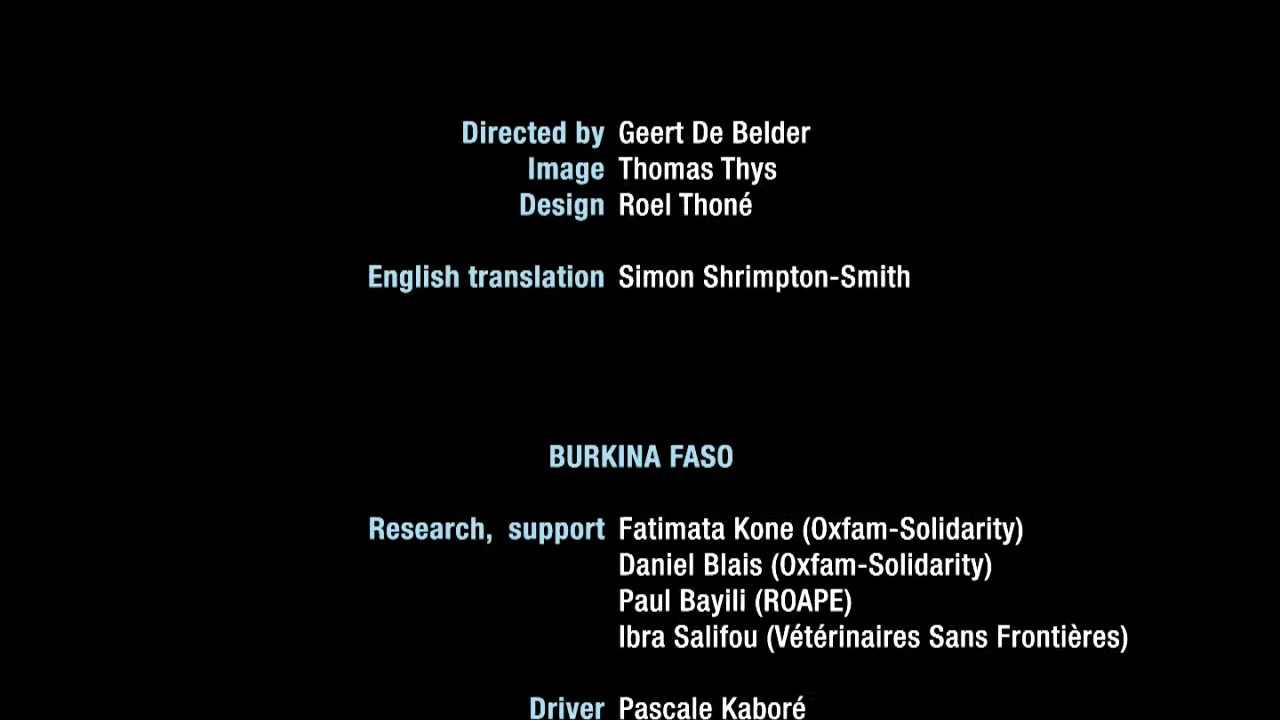 Directed by Geert De Belder
Image Thomas Thys
Design Roel Thoné
English translation Simon Shrimpton-Smith
BURKINA FASO
Research, support Fatimata Kone (Oxfam-Solidarity)
Daniel Blais (Oxfam-Solidarity)
Paul Bayili (ROAPE)
Ibra Salifou (Vétérinaires Sans Frontières)
Driver Pascale Kaboré